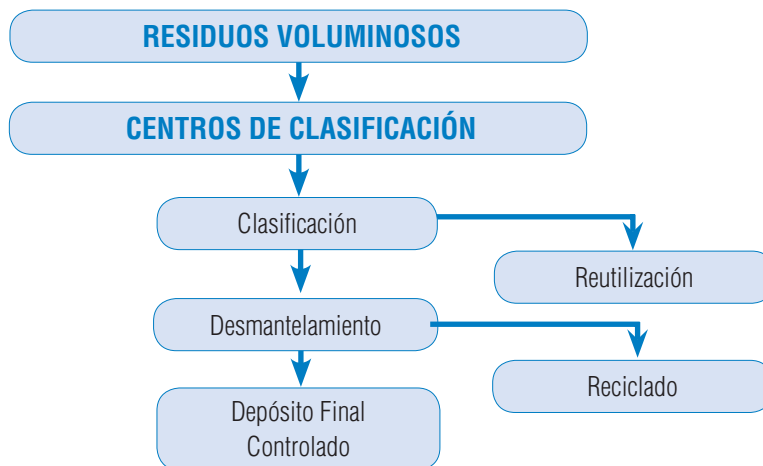 RESIDUOS VOLUMINOSOS
CENTROS DE CLASIFICACIÓN
Clasificación
Reutilización
Desmantelamiento
Reciclado
Depósito Final
Controlado